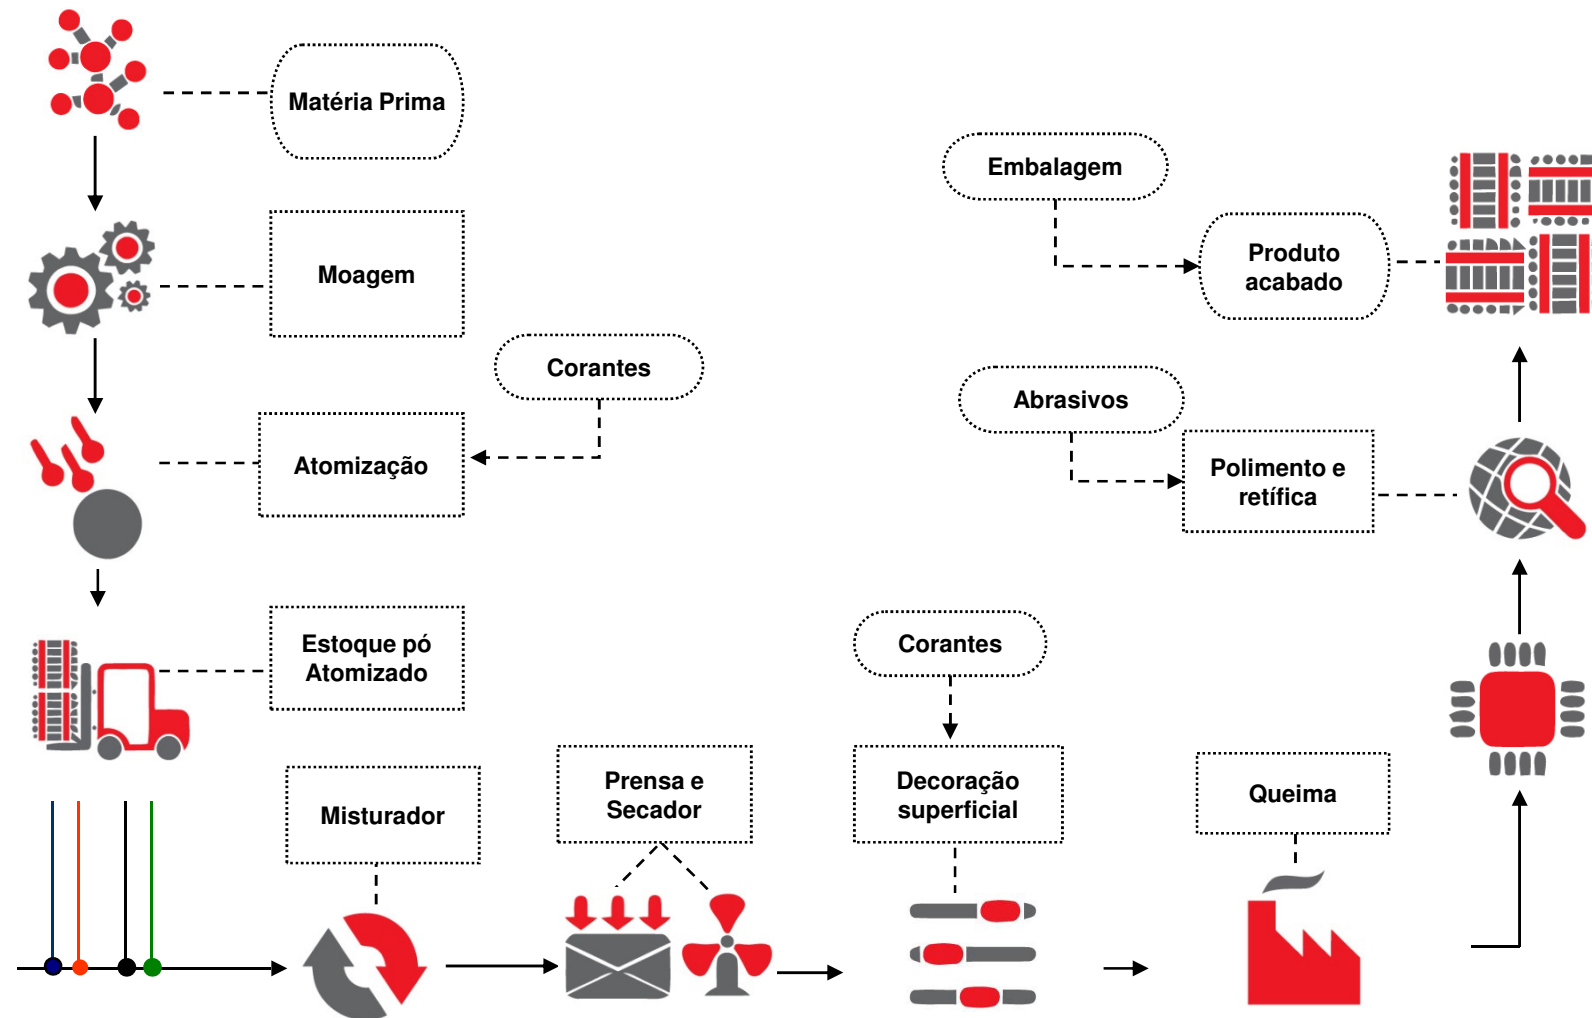 Matéria Prima
Moagem
Corantes
Atomização
Estoque pó
Atomizado
Misturador
Prensa e
Secador
Corantes
Decoração
superficial
Queima
Abrasivos
Polimento e
retífica
Embalagem
Produto
acabado